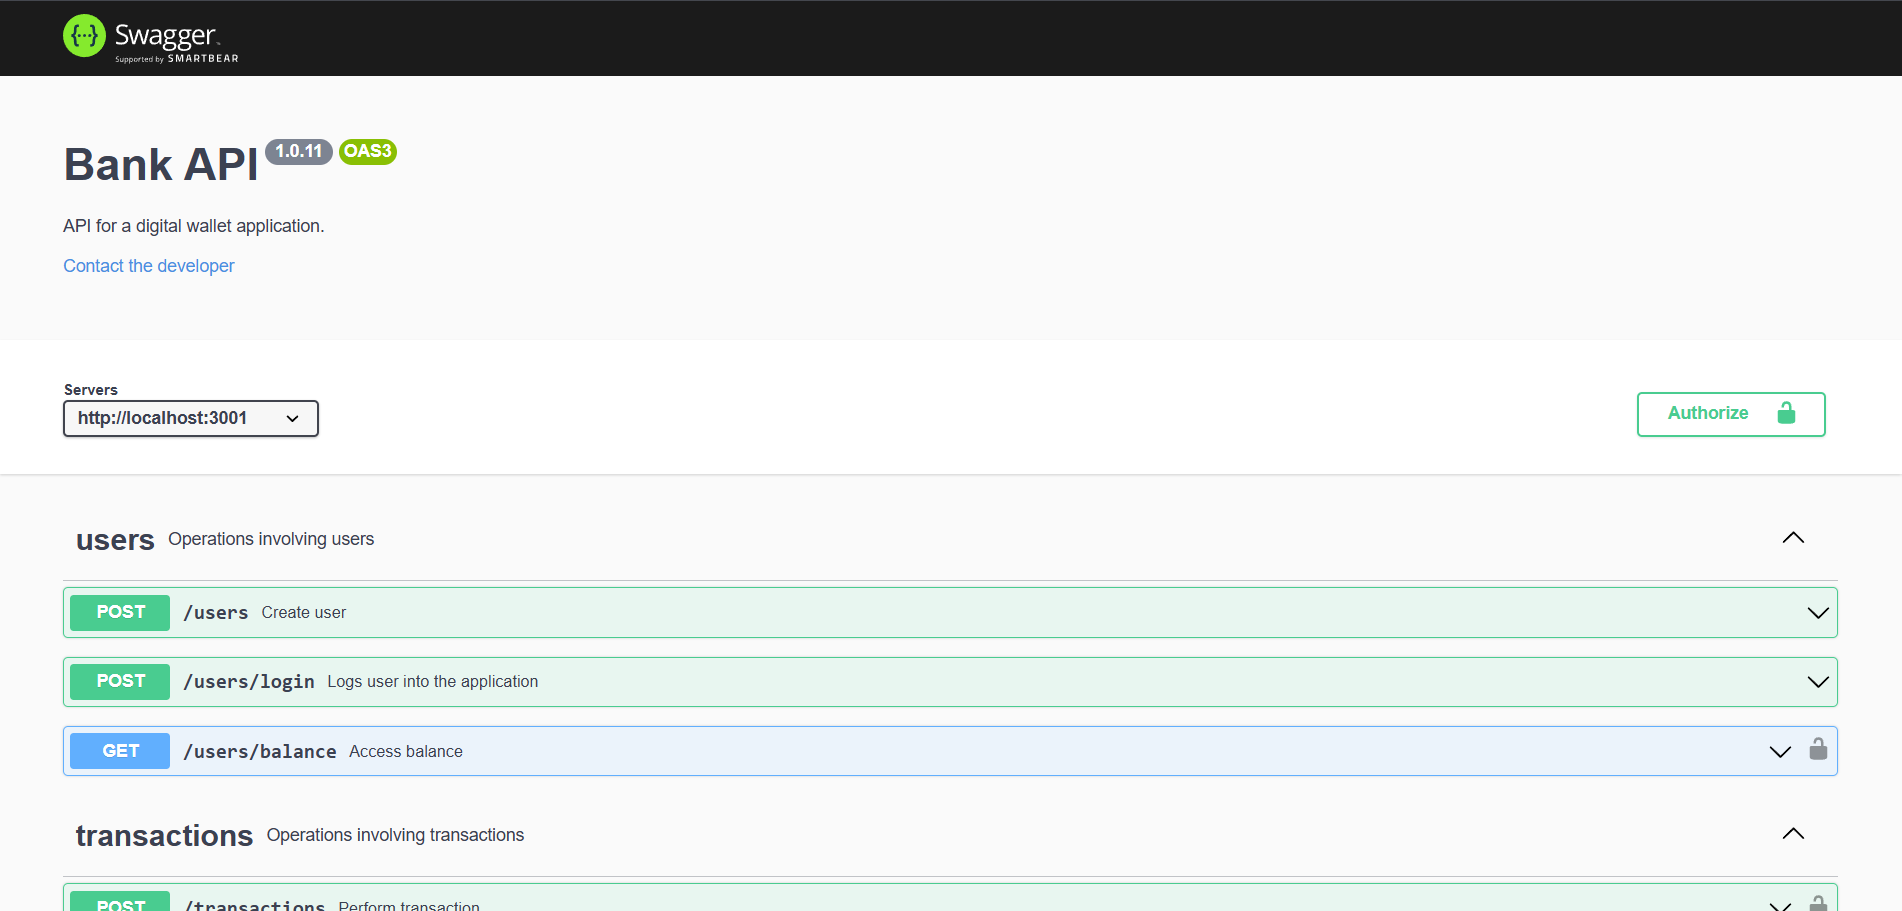 Swagger
Supported by SMARTBEAR
Bank API 1.0.11 OAS3
API for a digital wallet application.
Contact the developer
Servers
http://localhost:3001
Authorize
users Operations involving users
POST /users Create user
POST /users/login Logs user into the application
GET /users/balance Access balance
transactions Operations involving transactions
POST /transactions Perform transaction